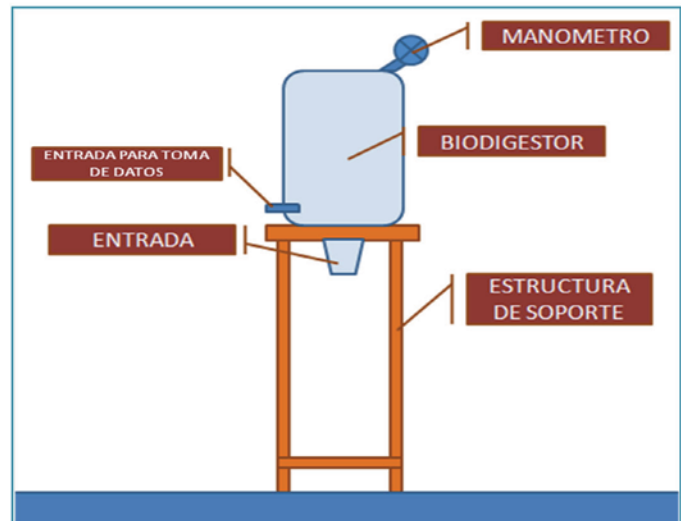 MANOMETRO
BIODIGESTOR
ENTRADA PARA TOMA
DE DATOS
ENTRADA
ESTRUCTURA
DE SOPORTE